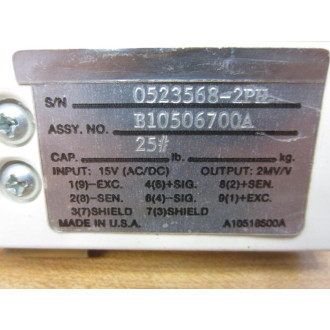 S/N 0523568-2PH
ASSY. NO. B10506700A
CAP. 25# lb. kg.
INPUT: 15V (AC/DC) OUTPUT: 2MV/V
1(9)-EXC. 4(6)+SIG. 8(2)+SEN.
2(8)-SEN. 6(4)-SIG. 9(1)+EXC.
3(7)SHIELD 7(3)SHIELD
MADE IN U.S.A. A10518500A